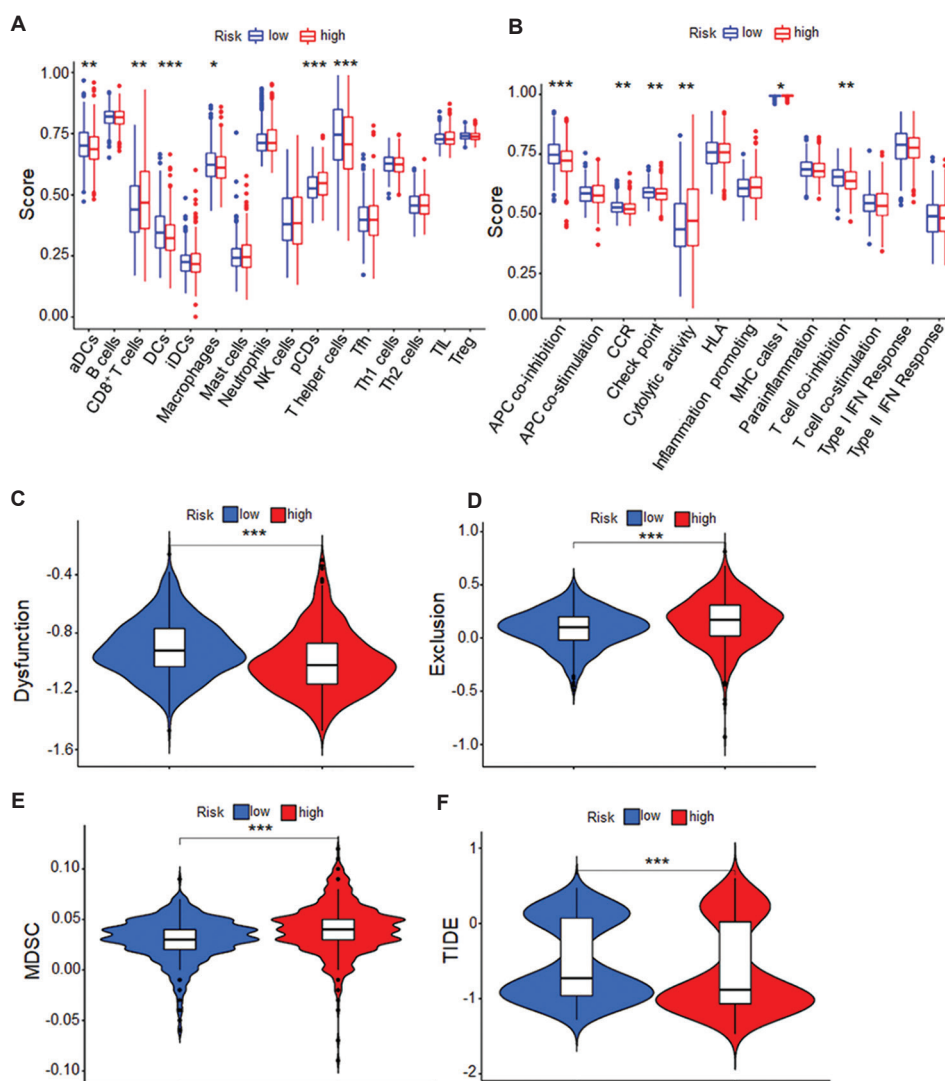 A
Risk low high
** ** *** * *** ***
Score
1.00
0.75
0.50
0.25
0.00
aDCs
B cells
CD8+ T cells
DCs
iDCs
Macrophages
Mast cells
Neutrophils
NK cells
pCDs
T helper cells
Tfh
Th1 cells
Th2 cells
TIL
Treg
B
Risk low high
*** ** ** ** * **
Score
1.00
0.75
0.50
0.25
0.00
APC co-inhibition
APC co-stimulation
CCR
Check point
Cytolytic activity
HLA
Inflammation promoting
MHC calss I
Parainflammation
T cell co-inhibition
T cell co-stimulation
Type I IFN Response
Type II IFN Response
C
Risk low high
***
Dysfunction
-0.4
-0.8
-1.2
-1.6
D
Risk low high
***
Exclusion
1.0
0.5
0.0
-0.5
-1.0
E
Risk low high
***
MDSC
0.10
0.05
0.00
-0.05
-0.10
F
Risk low high
***
TIDE
1
0
-1
-2